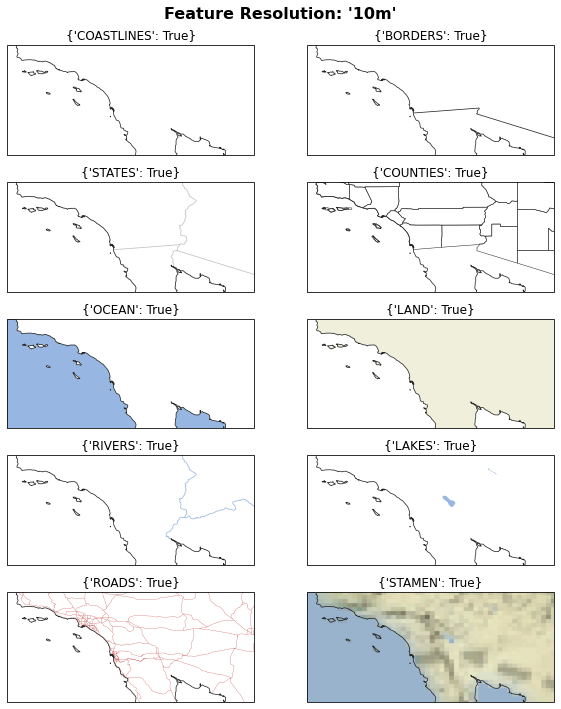 Feature Resolution: '10m'
{'COASTLINES': True}
{'BORDERS': True}
{'STATES': True}
{'COUNTIES': True}
{'OCEAN': True}
{'LAND': True}
{'RIVERS': True}
{'LAKES': True}
{'ROADS': True}
{'STAMEN': True}